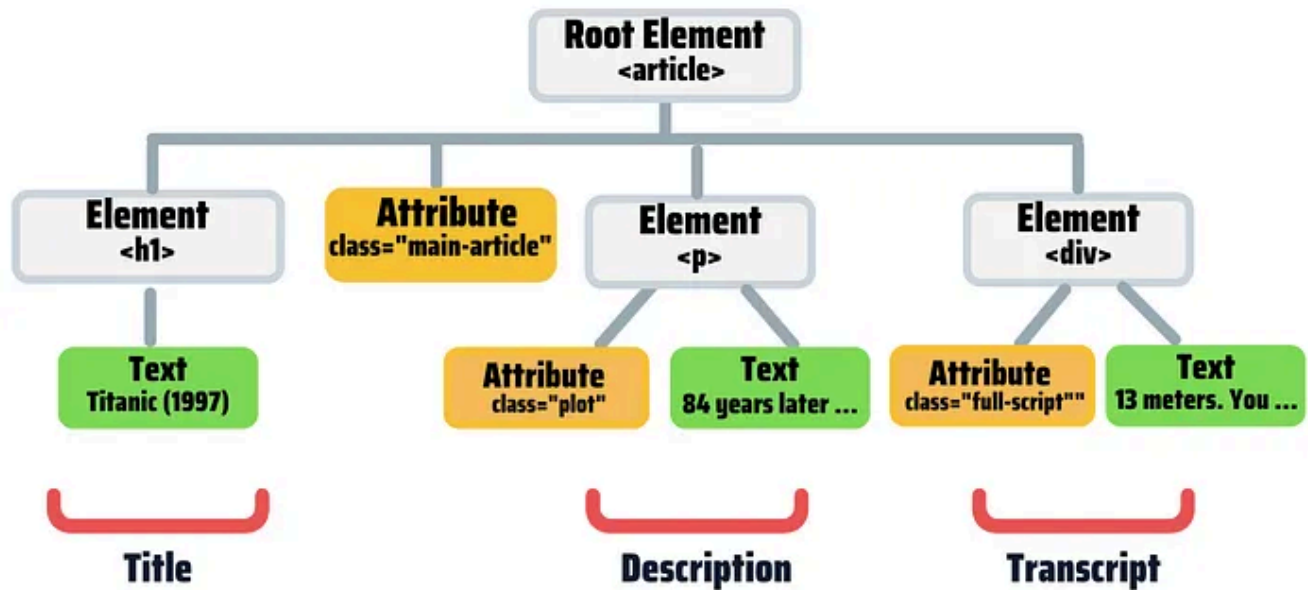 Root Element
<article>
Element
<h1>
Attribute
class="main-article"
Element
<p>
Element
<div>
Text
Titanic (1997)
Attribute
class="plot"
Text
84 years later ...
Attribute
class="full-script""
Text
13 meters. You ...
Title
Description
Transcript